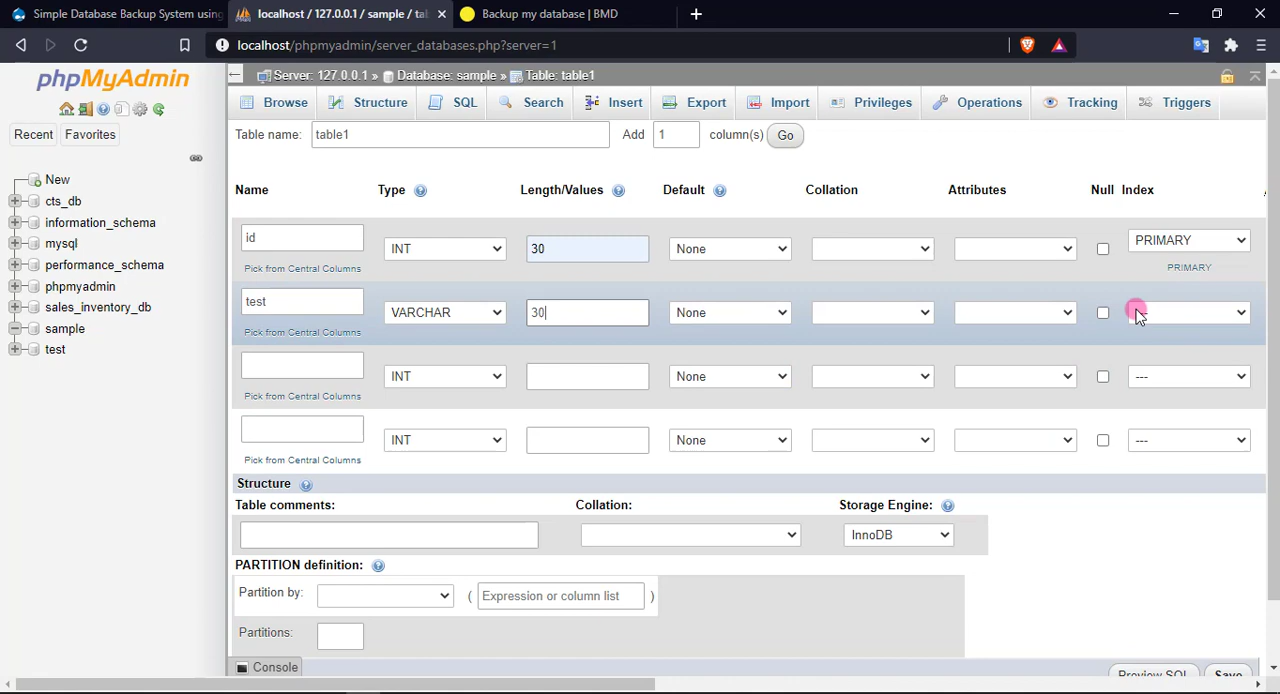 Simple Database Backup System using
localhost / 127.0.0.1 / sample / ta
Backup my database | BMD
localhost/phpmyadmin/server_databases.php?server=1
phpMyAdmin
Recent
Favorites
New
cts_db
information_schema
mysql
performance_schema
phpmyadmin
sales_inventory_db
sample
test
Server: 127.0.0.1 » Database: sample » Table: table1
Browse Structure SQL Search Insert Export Import Privileges Operations Tracking Triggers
Table name: table1 Add 1 column(s) Go
Name Type Length/Values Default Collation Attributes Null Index
id INT 30 None PRIMARY
Pick from Central Columns PRIMARY
test VARCHAR 30 None
Pick from Central Columns
INT None ---
Pick from Central Columns
INT None ---
Pick from Central Columns
Structure
Table comments: Collation: Storage Engine:
InnoDB
PARTITION definition:
Partition by: ( Expression or column list )
Partitions:
Console Preview SQL Save